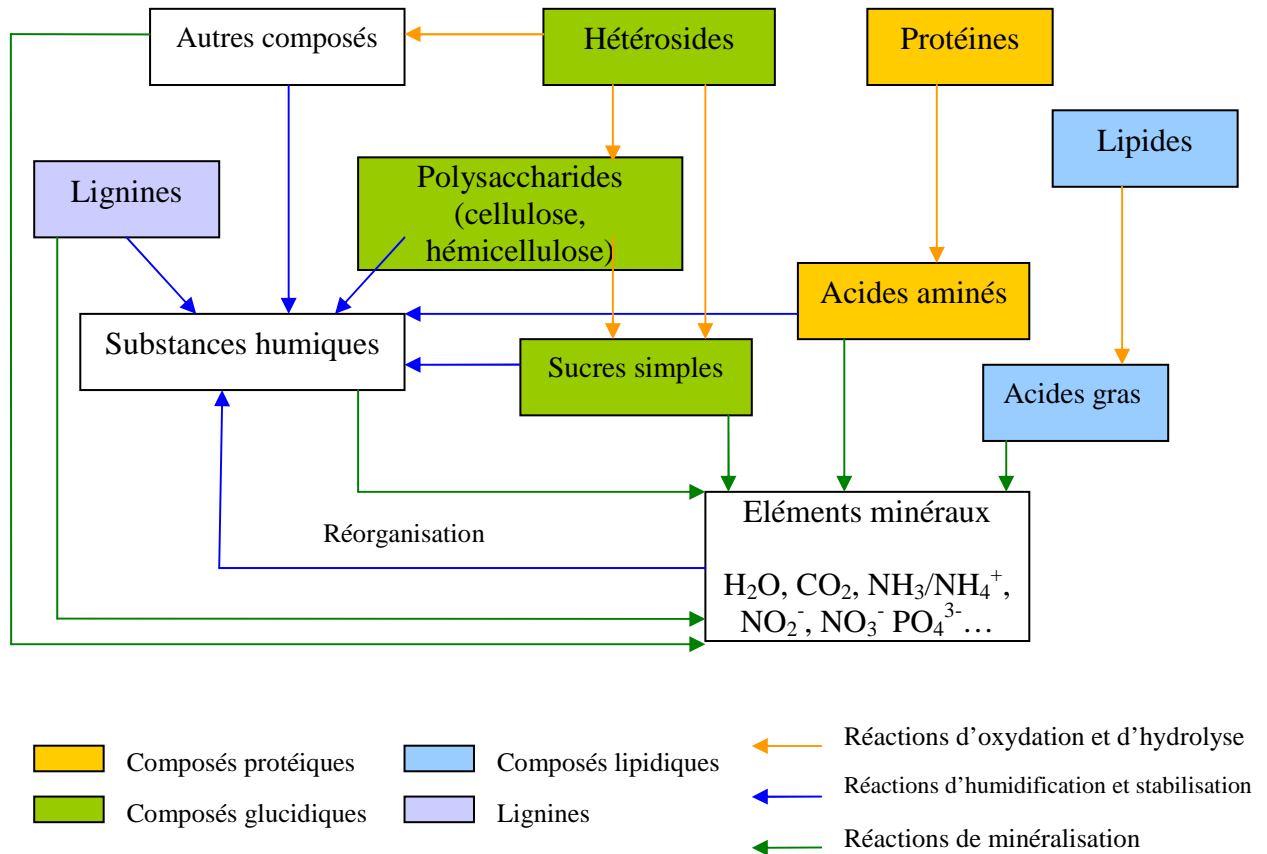 Autres composés
Hétérosides
Protéines
Lipides
Lignines
Polysaccharides
(cellulose,
hémicellulose)
Acides aminés
Substances humiques
Sucres simples
Acides gras
Eléments minéraux
Réorganisation
H₂O, CO₂, NH₃/NH₄⁺,
NO₂⁻, NO₃⁻ PO₄³⁻…
Composés protéiques
Composés lipidiques
Réactions d’oxydation et d’hydrolyse
Composés glucidiques
Lignines
Réactions d’humidification et stabilisation
Réactions de minéralisation